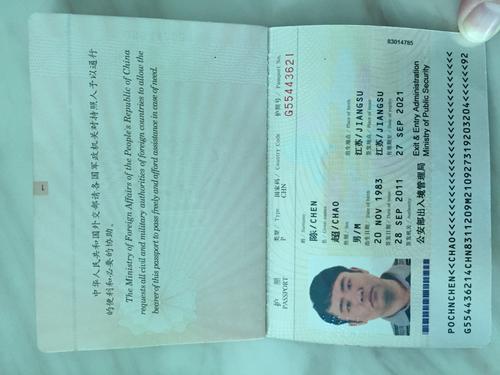 中华人民共和国外交部请各国军政机关对持照人予以通行
的便利和必要的协助。
The Ministry of Foreign Affairs of the People's Republic of China
requests all civil and military authorities of foreign countries to allow the
bearer of this passport to pass freely and afford assistance in case of need.
1
83014785
护照
PASSPORT
类型 / Type
国家码 / Country Code
护照号 / Passport No.
P
CHN
G55443621
姓 / Surname
陈/CHEN
名 / Given names
超/CHAO
性别 / Sex
出生地点 / Place of birth
男/M
江苏/JIANGSU
出生日期 / Date of birth
签发地点 / Place of issue
20 NOV 1983
江苏/JIANGSU
签发日期 / Date of issue
有效期至 / Date of expiry
28 SEP 2011
27 SEP 2021
签发机关 / Authority
公安部出入境管理局
Exit & Entry Administration
Ministry of Public Security
POCHNCHEN<<CHAO<<<<<<<<<<<<<<<<<<<<<<<<<<<<<
G554436214CHN8311209M210927319203204<<<<<<92